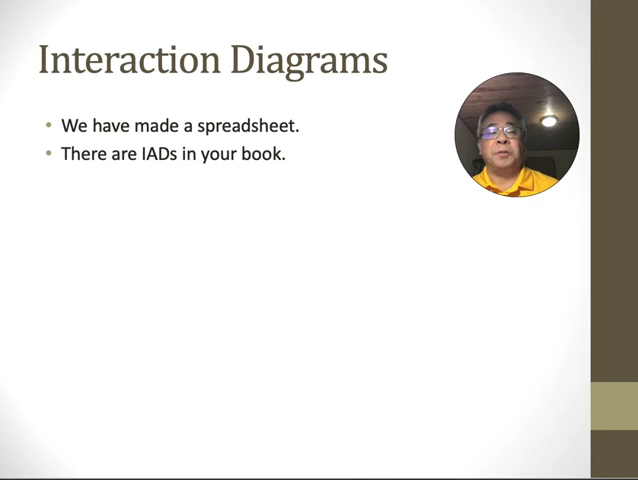 Interaction Diagrams
• We have made a spreadsheet.
• There are IADs in your book.